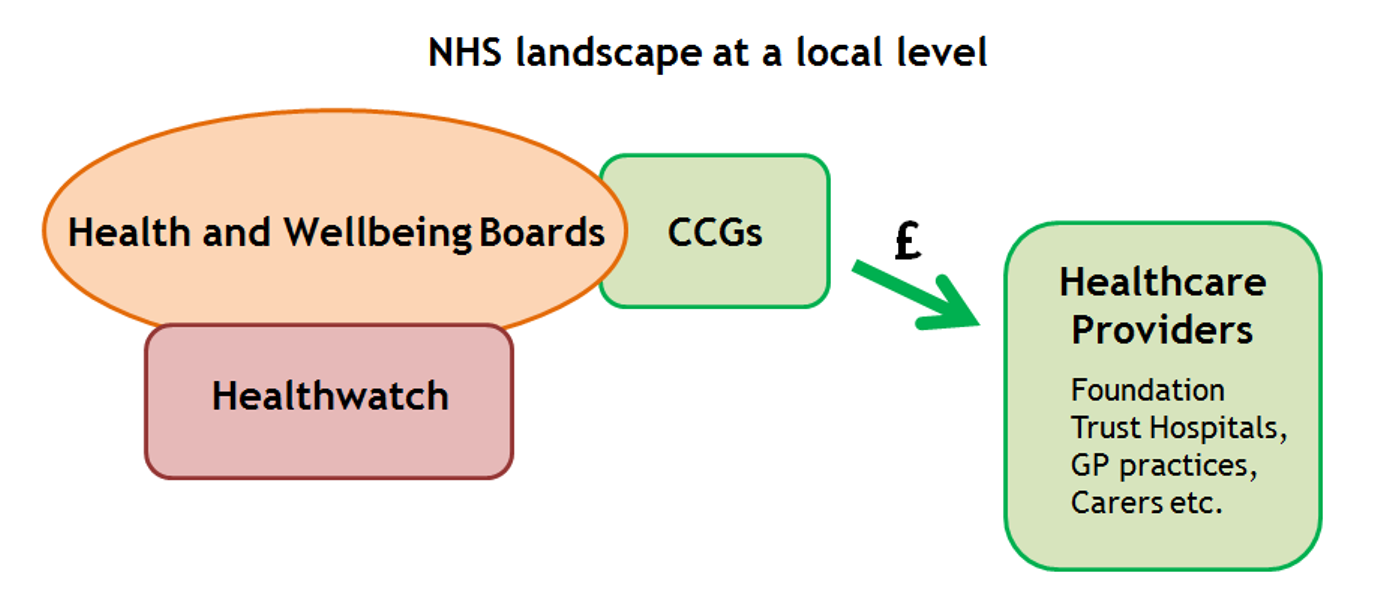 NHS landscape at a local level
Health and Wellbeing Boards
CCGs
£
Healthwatch
Healthcare
Providers
Foundation
Trust Hospitals,
GP practices,
Carers etc.